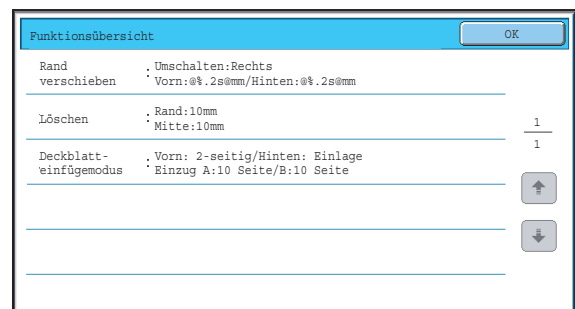 Funktionsübersicht
OK
Rand
verschieben
: Umschalten:Rechts
Vorn:@%.2s@mm/Hinten:@%.2s@mm
Löschen
: Rand:10mm
Mitte:10mm
Deckblatt-
einfügemodus
: Vorn: 2-seitig/Hinten: Einlage
Einzug A:10 Seite/B:10 Seite
1
1